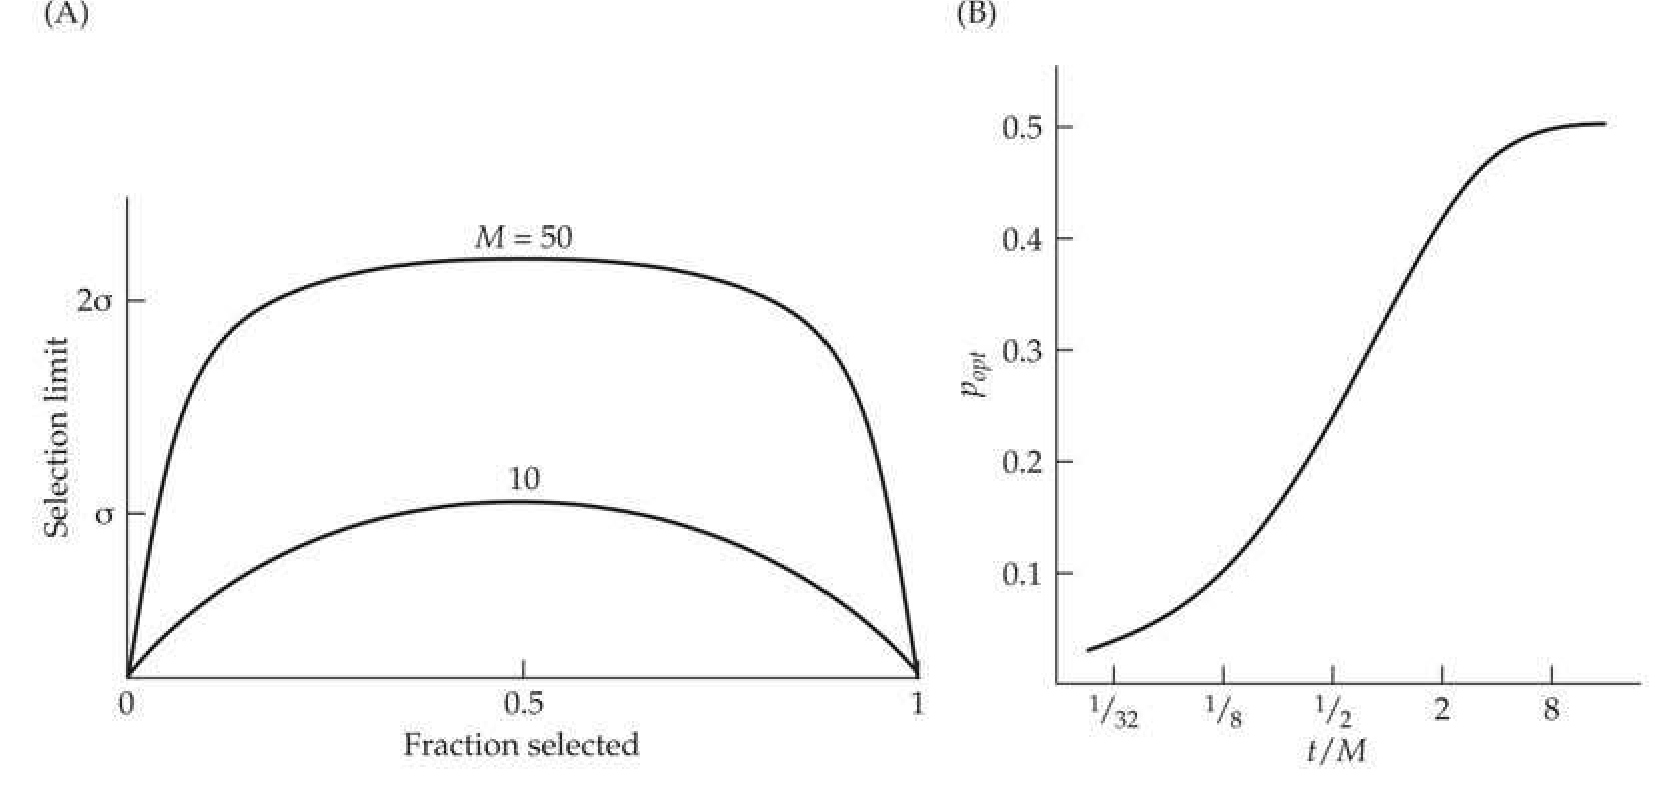 (A)
M = 50
2σ
10
σ
Selection limit
0
0.5
1
Fraction selected
(B)
0.5
0.4
0.3
0.2
0.1
p_opt
1/32
1/8
1/2
2
8
t/M